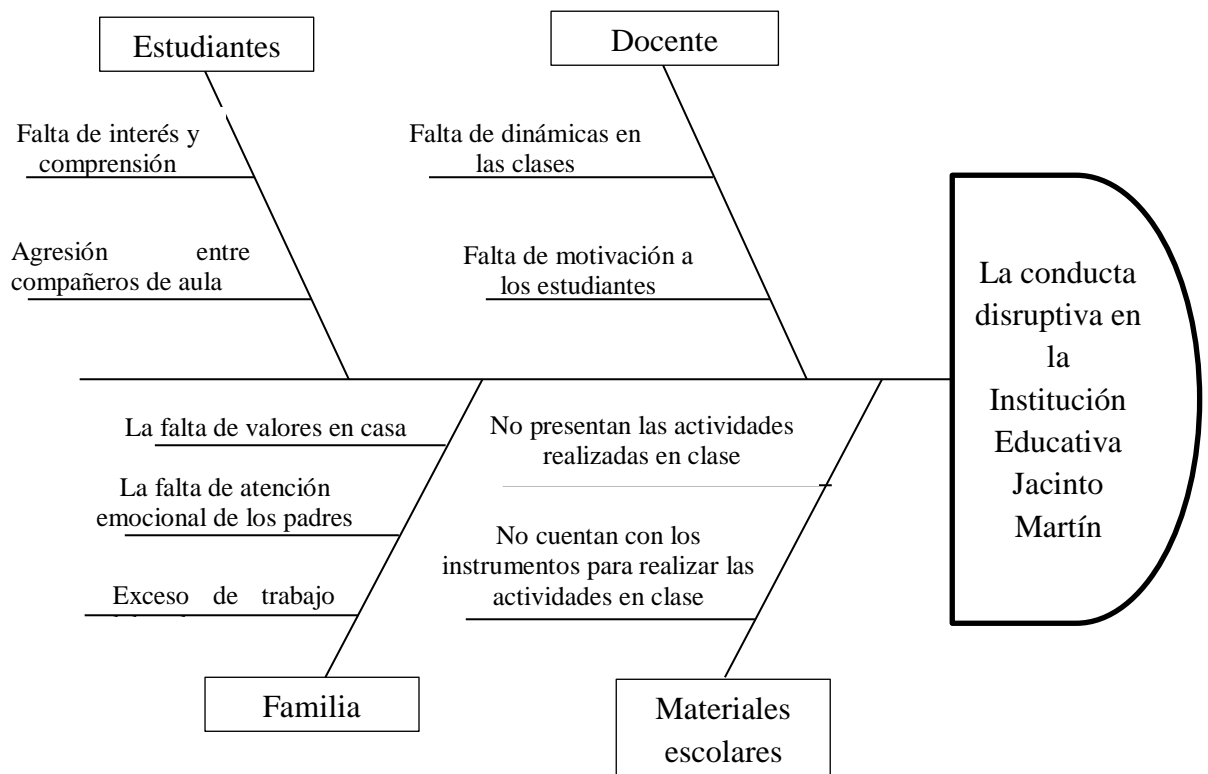 Estudiantes
Docente
Falta de interés y
comprensión
Falta de dinámicas en
las clases
Agresión entre
compañeros de aula
Falta de motivación a
los estudiantes
La conducta
disruptiva en
la
Institución
Educativa
Jacinto
Martín
La falta de valores en casa
No presentan las actividades
realizadas en clase
La falta de atención
emocional de los padres
No cuentan con los
instrumentos para realizar las
actividades en clase
Exceso de trabajo
Familia
Materiales
escolares